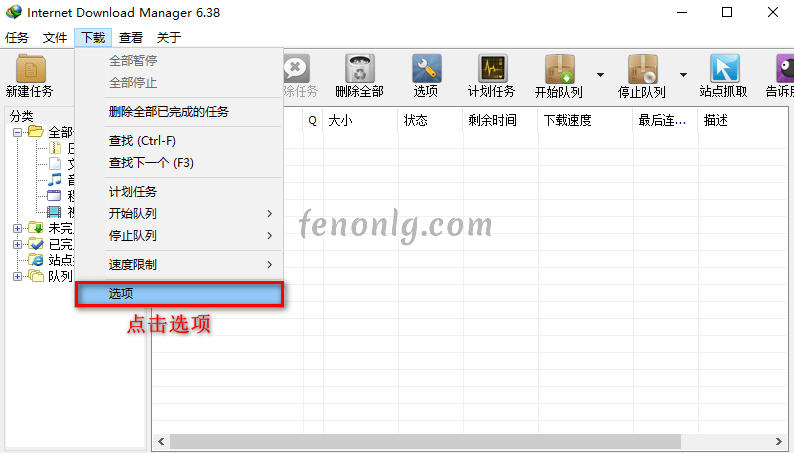 Internet Download Manager 6.38
任务 文件 下载 查看 关于
新建任务 除任务 删除全部 选项 计划任务 开始队列 停止队列 站点抓取 告诉
全部暂停
全部停止
删除全部已完成的任务
查找 (Ctrl-F)
查找下一个 (F3)
计划任务
开始队列
停止队列
速度限制
选项
点击选项
分类
全部
音
程
未完
已完
站点
队列
Q 大小 状态 剩余时间 下载速度 最后连... 描述
fenonlg.com